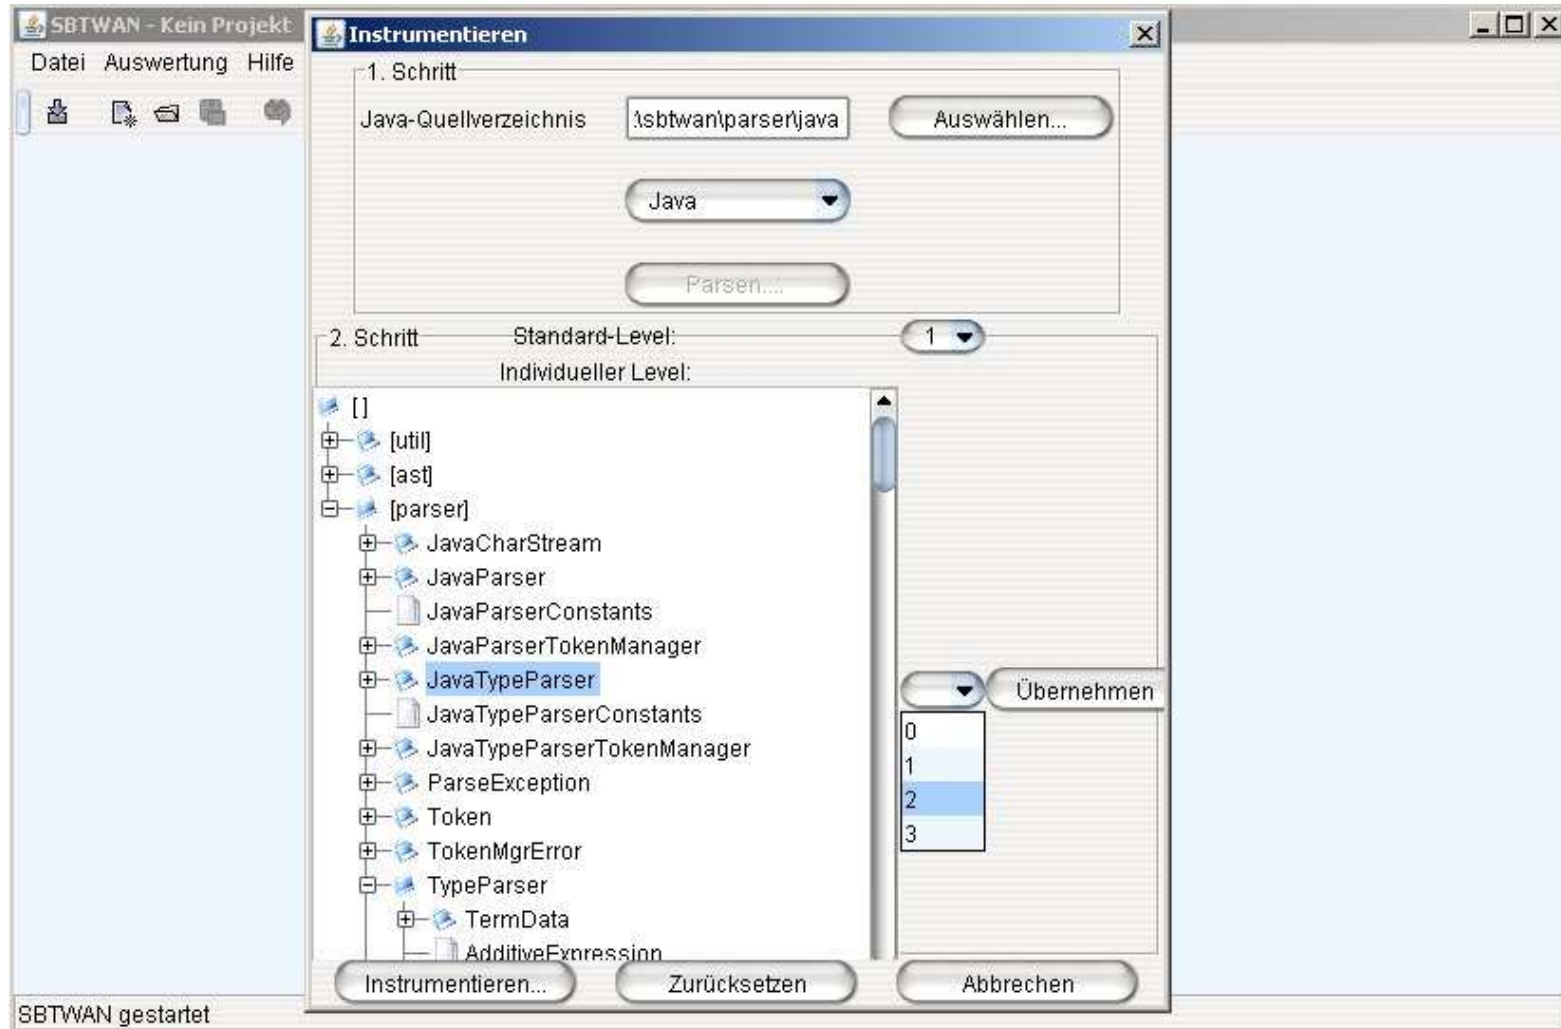 SBTWAN - Kein Projekt
Instrumentieren
Datei Auswertung Hilfe
1. Schritt
Java-Quellverzeichnis :\sbtwan\parser\java Auswählen...
Java
Parsen....
2. Schritt Standard-Level: 1
Individueller Level:
[]
[util]
[ast]
[parser]
JavaCharStream
JavaParser
JavaParserConstants
JavaParserTokenManager
JavaTypeParser
Übernehmen
JavaTypeParserConstants
0
JavaTypeParserTokenManager
1
ParseException
2
Token
3
TokenMgrError
TypeParser
TermData
AdditiveExpression
Instrumentieren... Zurücksetzen Abbrechen
SBTWAN gestartet